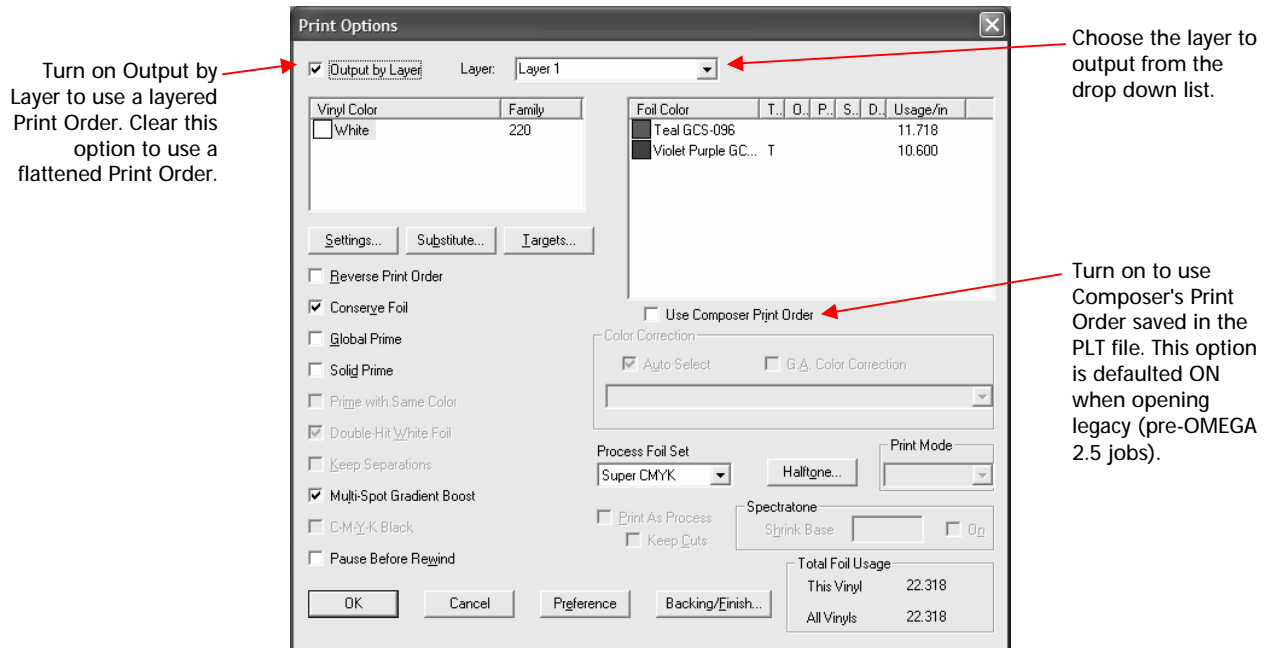 Print Options
Turn on Output by
Layer to use a layered
Print Order. Clear this
option to use a
flattened Print Order.
Output by Layer
Layer:
Layer 1
Choose the layer to
output from the
drop down list.
Vinyl Color Family
White 220
Foil Color T.. O.. P.. S.. D.. Usage/in
Teal GCS-096 11.718
Violet Purple GC... T 10.600
Settings... Substitute... Targets...
Reverse Print Order
Conserve Foil
Global Prime
Solid Prime
Prime with Same Color
Double-Hit White Foil
Keep Separations
Multi-Spot Gradient Boost
C-M-Y-K Black
Pause Before Rewind
Use Composer Print Order
Turn on to use
Composer's Print
Order saved in the
PLT file. This option
is defaulted ON
when opening
legacy (pre-OMEGA
2.5 jobs).
Color Correction
Auto Select G.A. Color Correction
Process Foil Set
Super CMYK
Halftone...
Print Mode
Print As Process
Keep Cuts
Spectratone
Shrink Base On
Total Foil Usage
This Vinyl 22.318
All Vinyls 22.318
OK Cancel Preference Backing/Finish...